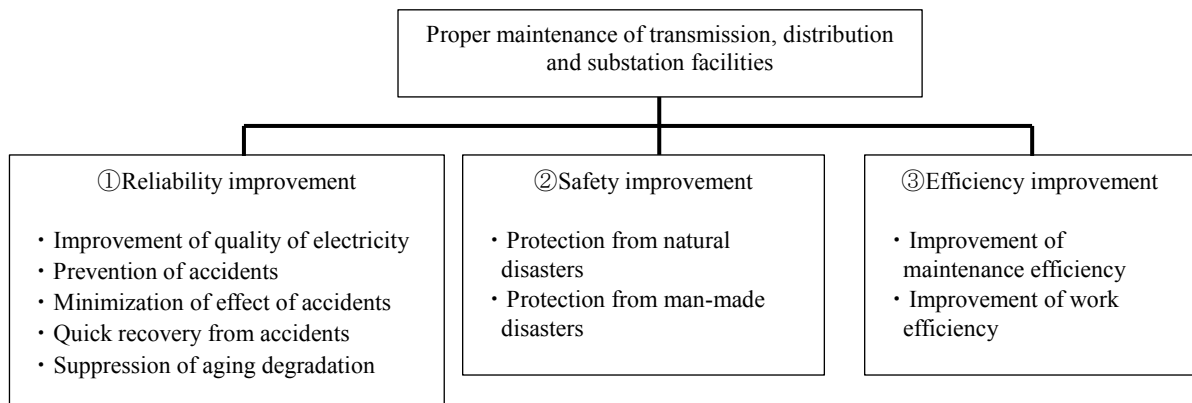 Proper maintenance of transmission, distribution
and substation facilities
①Reliability improvement
・Improvement of quality of electricity
・Prevention of accidents
・Minimization of effect of accidents
・Quick recovery from accidents
・Suppression of aging degradation
②Safety improvement
・Protection from natural
disasters
・Protection from man-made
disasters
③Efficiency improvement
・Improvement of
maintenance efficiency
・Improvement of work
efficiency